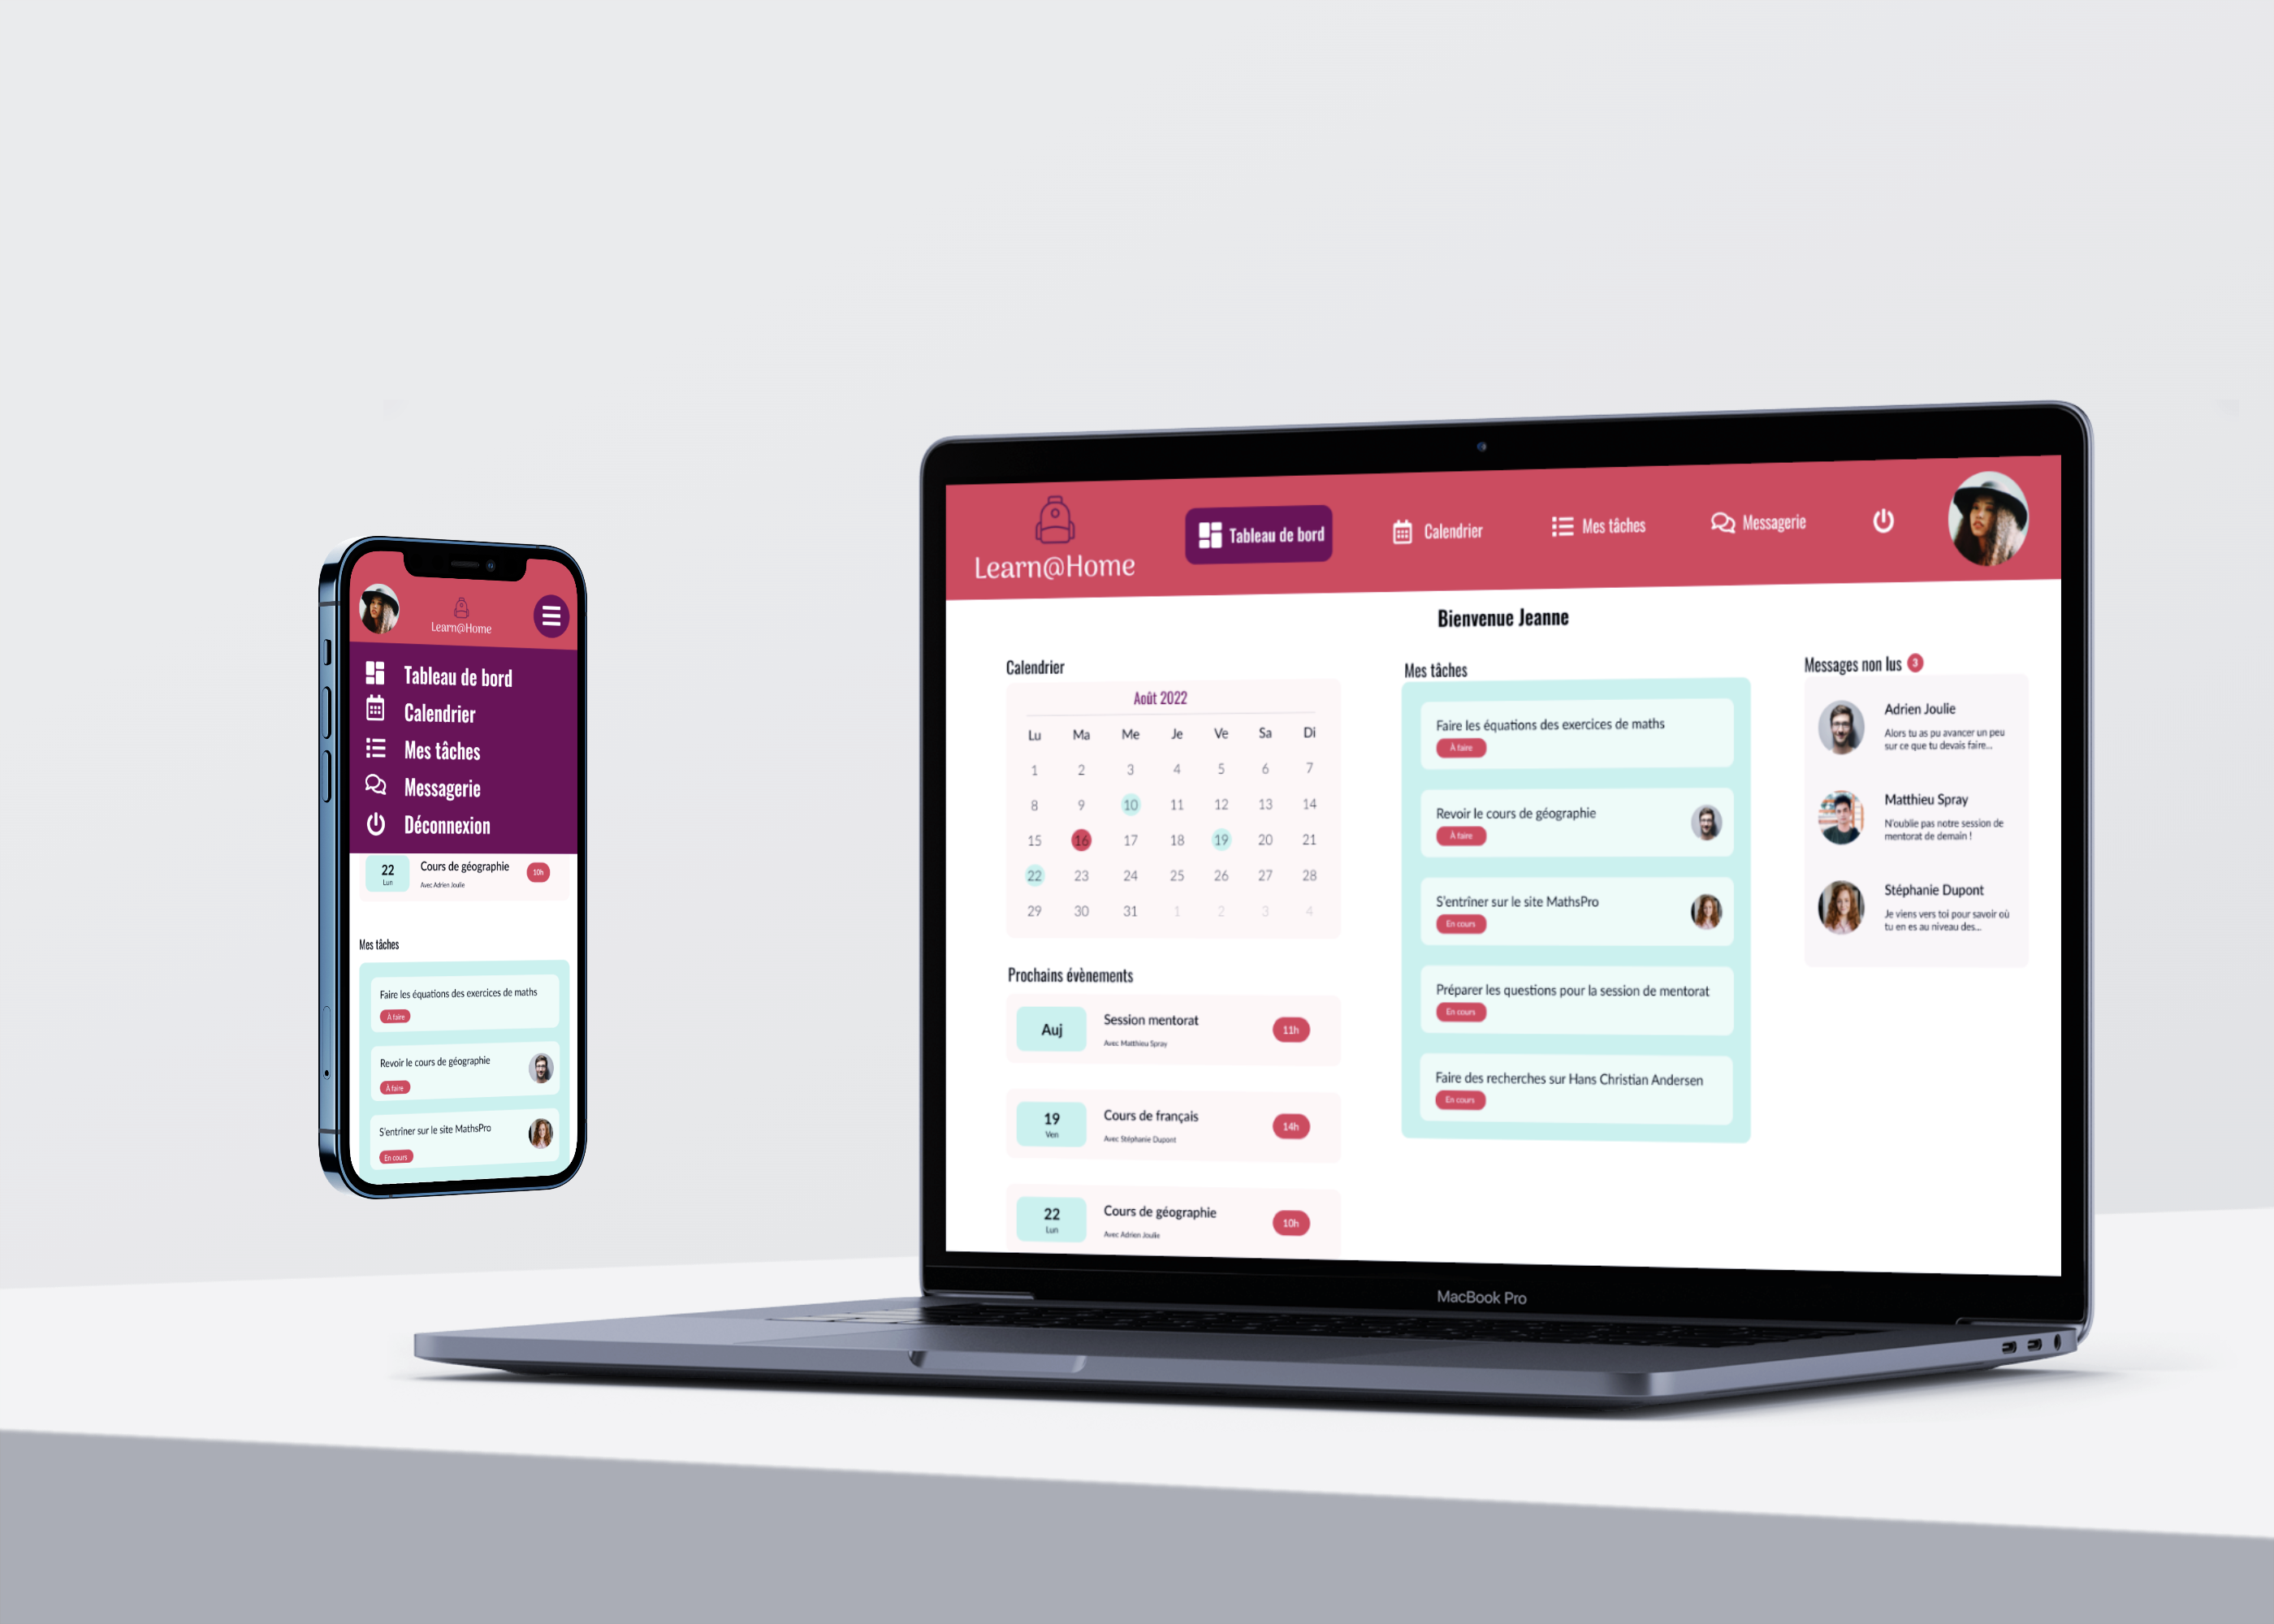 Learn@Home
Tableau de bord
Calendrier
Mes tâches
Messagerie
Déconnexion
22
Lun
Cours de géographie
Avec Adrien Joulie
10h
Mes tâches
Faire les équations des exercices de maths
À faire
Revoir le cours de géographie
À faire
S'entrîner sur le site MathsPro
En cours
Learn@Home
Tableau de bord
Calendrier
Mes tâches
Messagerie
Bienvenue Jeanne
Calendrier
Août 2022
Lu Ma Me Je Ve Sa Di
1 2 3 4 5 6 7
8 9 10 11 12 13 14
15 16 17 18 19 20 21
22 23 24 25 26 27 28
29 30 31 1 2 3 4
Prochains évènements
Auj
Session mentorat
Avec Matthieu Spray
11h
19
Ven
Cours de français
Avec Stéphanie Dupont
14h
22
Lun
Cours de géographie
Avec Adrien Joulie
10h
Mes tâches
Faire les équations des exercices de maths
À faire
Revoir le cours de géographie
À faire
S'entrîner sur le site MathsPro
En cours
Préparer les questions pour la session de mentorat
En cours
Faire des recherches sur Hans Christian Andersen
En cours
Messages non lus 3
Adrien Joulie
Alors tu as pu avancer un peu
sur ce que tu devais faire...
Matthieu Spray
N'oublie pas notre session de
mentorat de demain !
Stéphanie Dupont
Je viens vers toi pour savoir où
tu en es au niveau des...
MacBook Pro